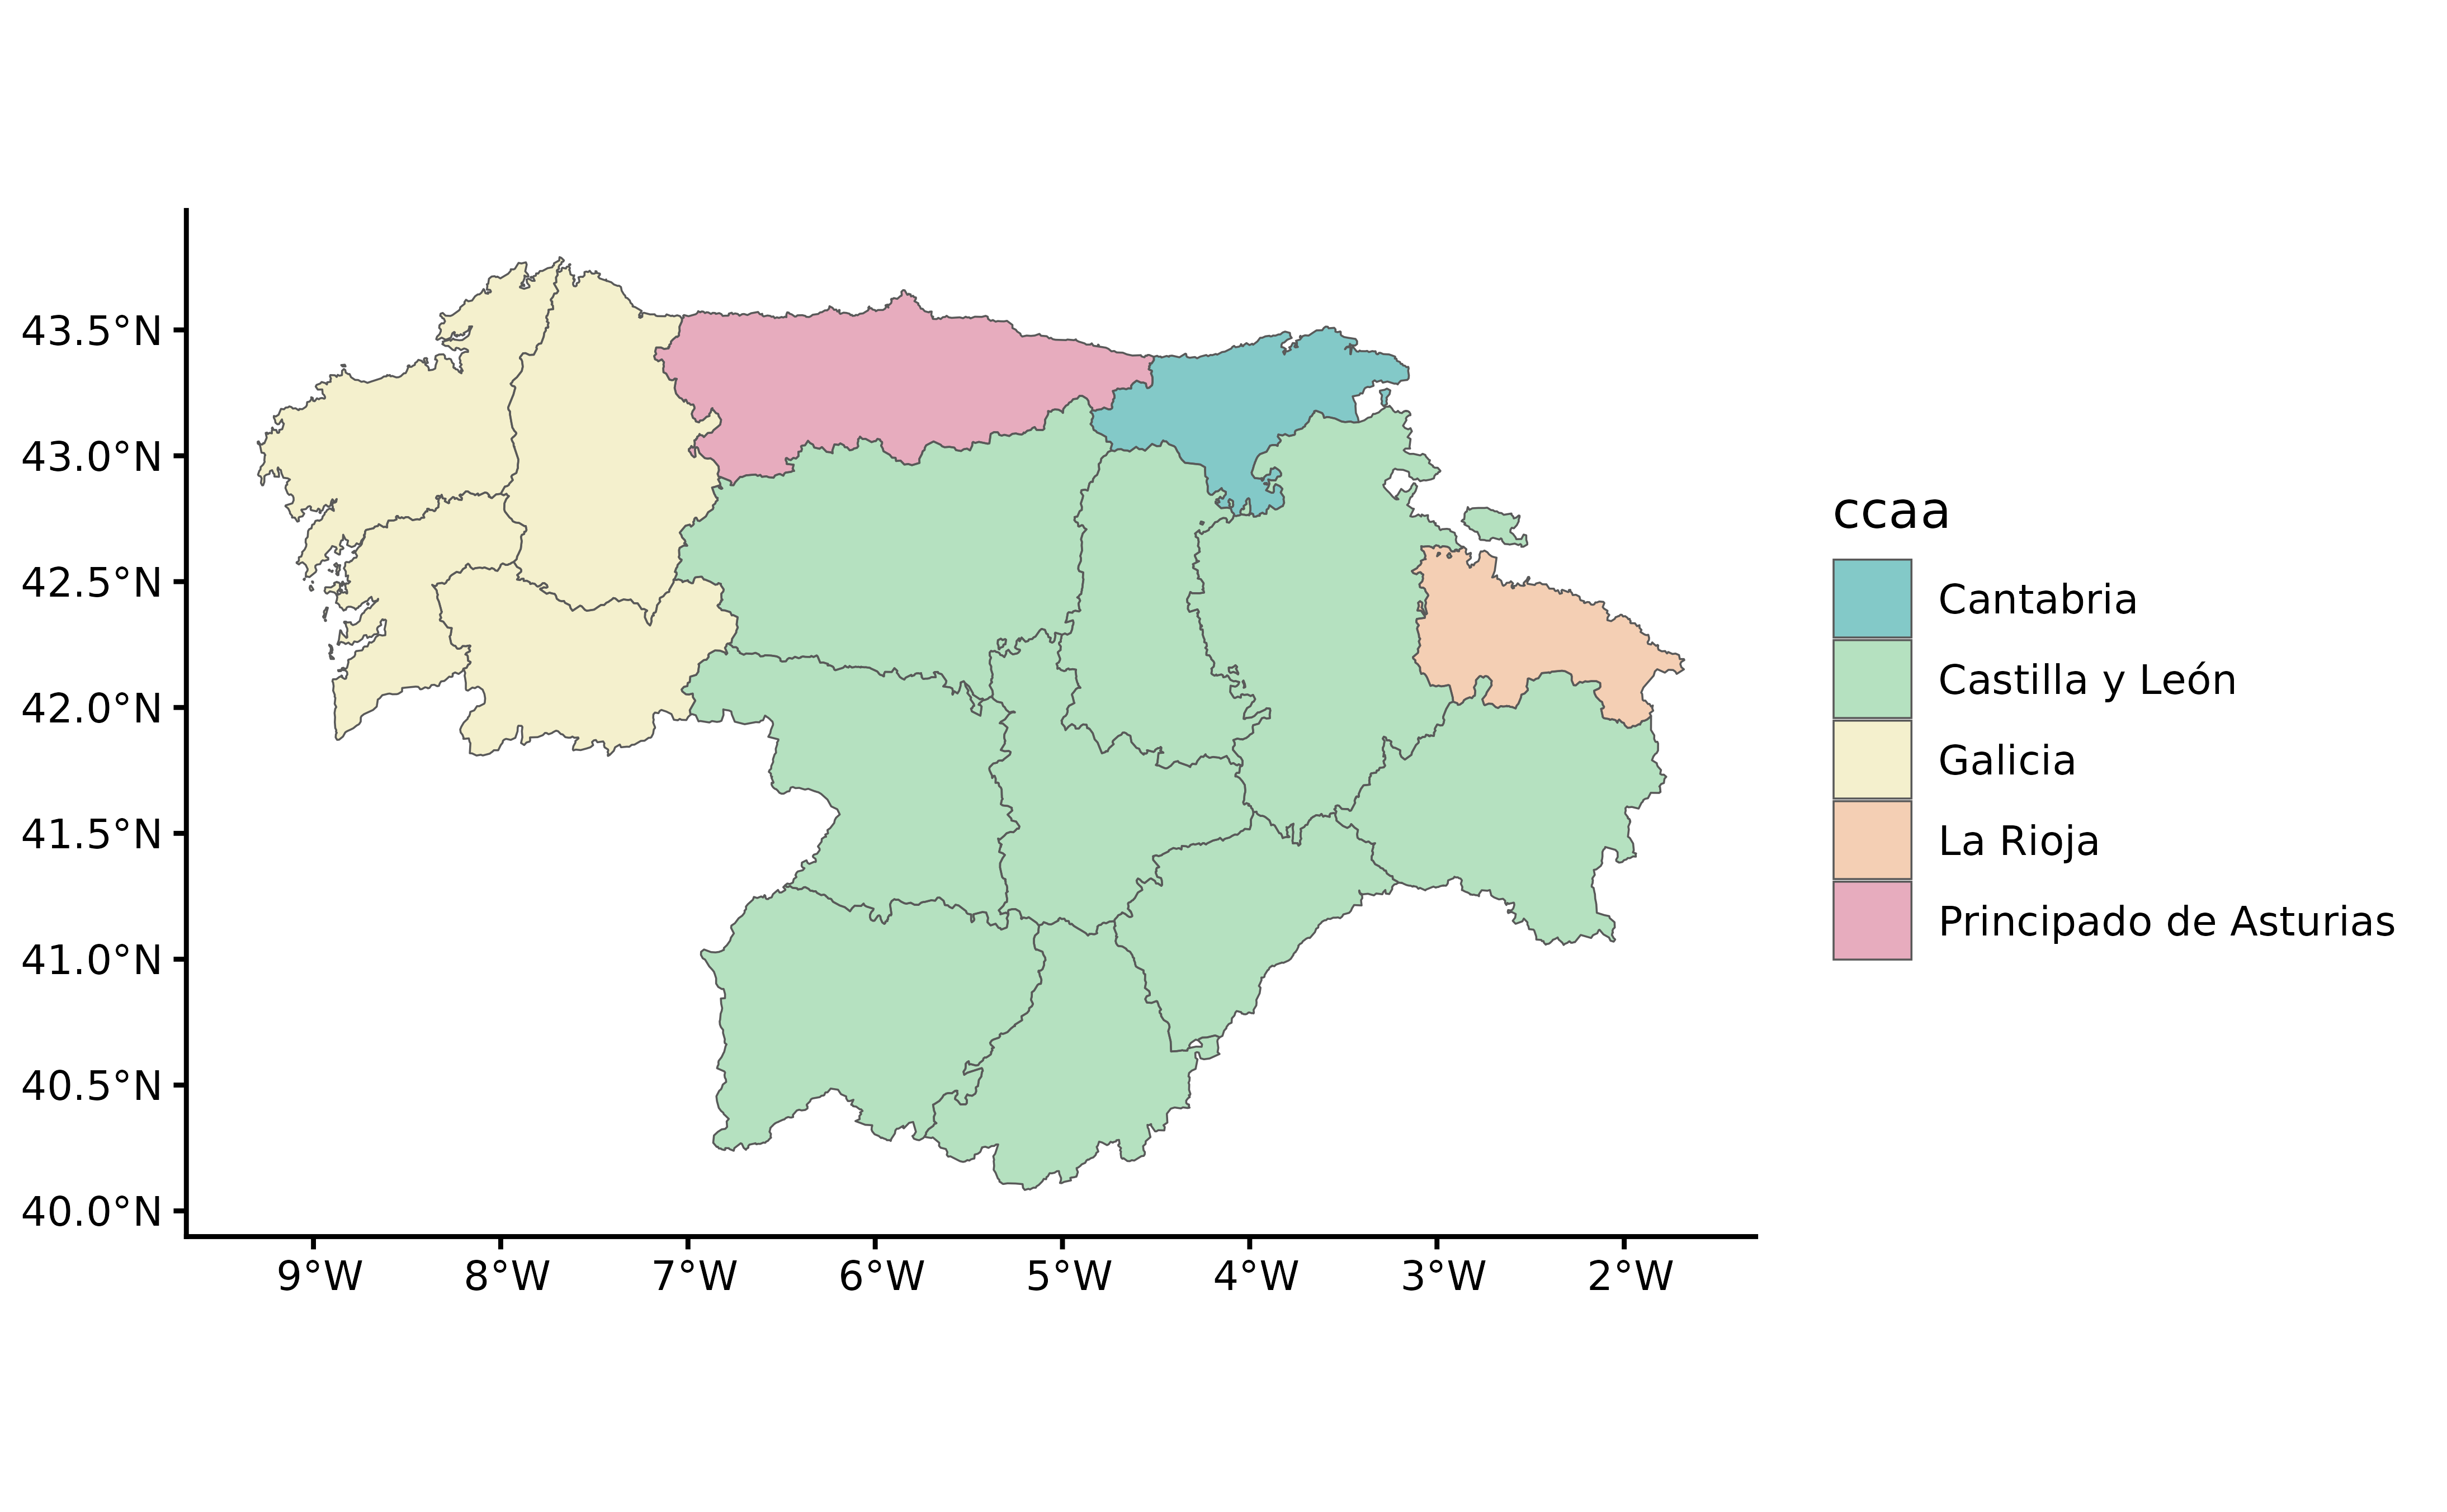 43.5°N
43.0°N
42.5°N
42.0°N
41.5°N
41.0°N
40.5°N
40.0°N
9°W 8°W 7°W 6°W 5°W 4°W 3°W 2°W
ccaa
Cantabria
Castilla y León
Galicia
La Rioja
Principado de Asturias